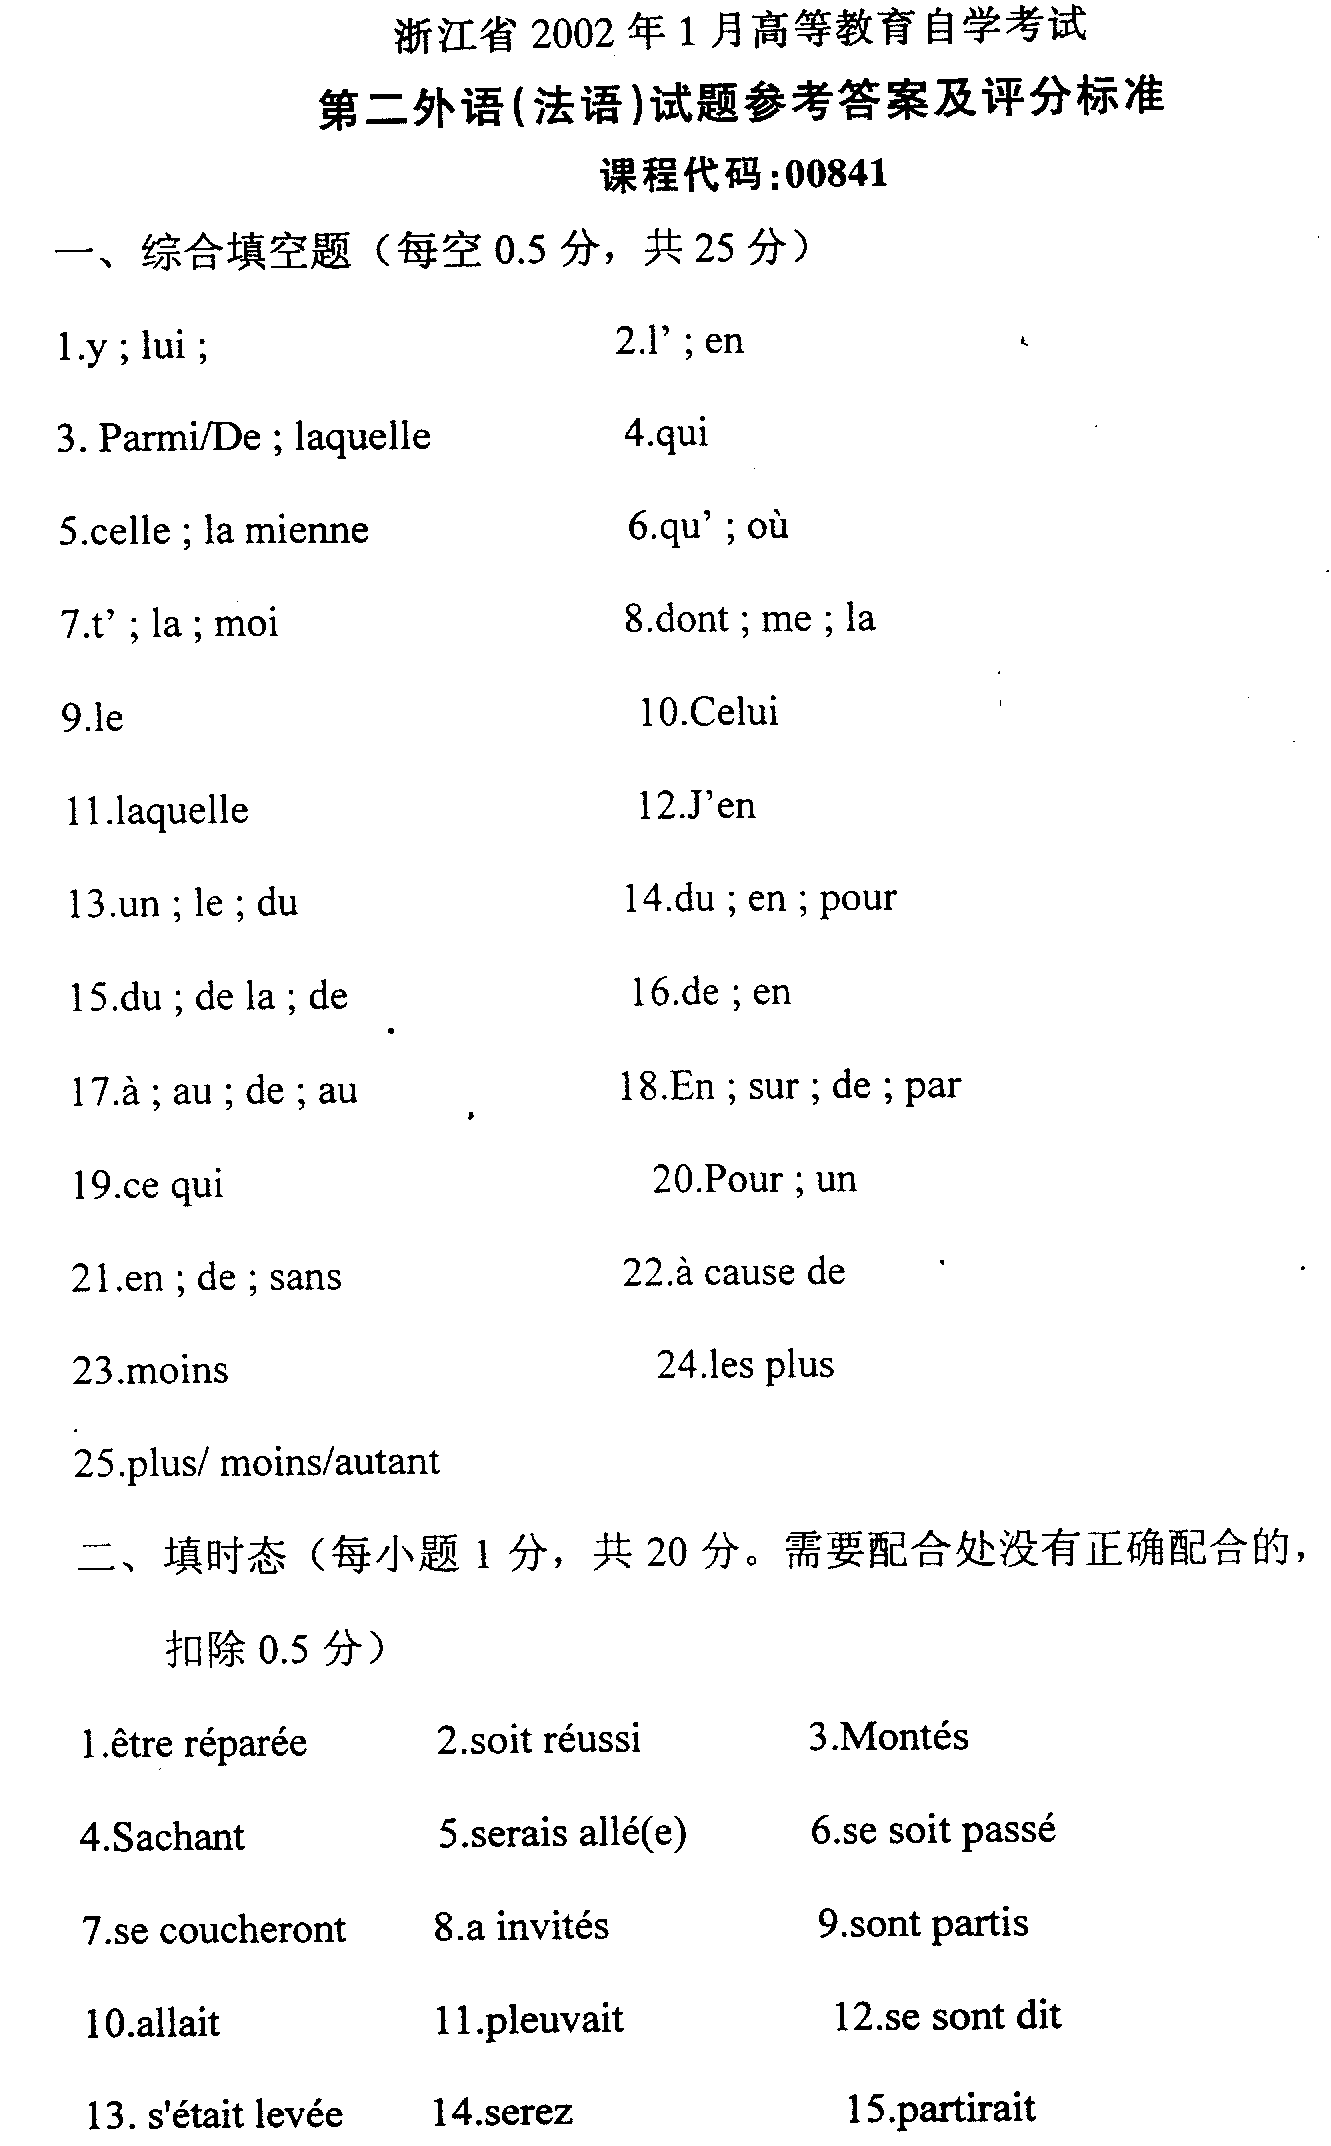 浙江省 2002 年 1 月高等教育自学考试
第二外语(法语)试题参考答案及评分标准
课程代码:00841
一、综合填空题（每空 0.5 分，共 25 分）
1.y ; lui ; 2.l’ ; en
3. Parmi/De ; laquelle 4.qui
5.celle ; la mienne 6.qu’ ; où
7.t’ ; la ; moi 8.dont ; me ; la
9.le 10.Celui
11.laquelle 12.J’en
13.un ; le ; du 14.du ; en ; pour
15.du ; de la ; de 16.de ; en
17.à ; au ; de ; au 18.En ; sur ; de ; par
19.ce qui 20.Pour ; un
21.en ; de ; sans 22.à cause de
23.moins 24.les plus
25.plus/ moins/autant
二、填时态（每小题 1 分，共 20 分。需要配合处没有正确配合的，
扣除 0.5 分）
1.être réparée 2.soit réussi 3.Montés
4.Sachant 5.serais allé(e) 6.se soit passé
7.se coucheront 8.a invités 9.sont partis
10.allait 11.pleuvait 12.se sont dit
13. s'était levée 14.serez 15.partirait